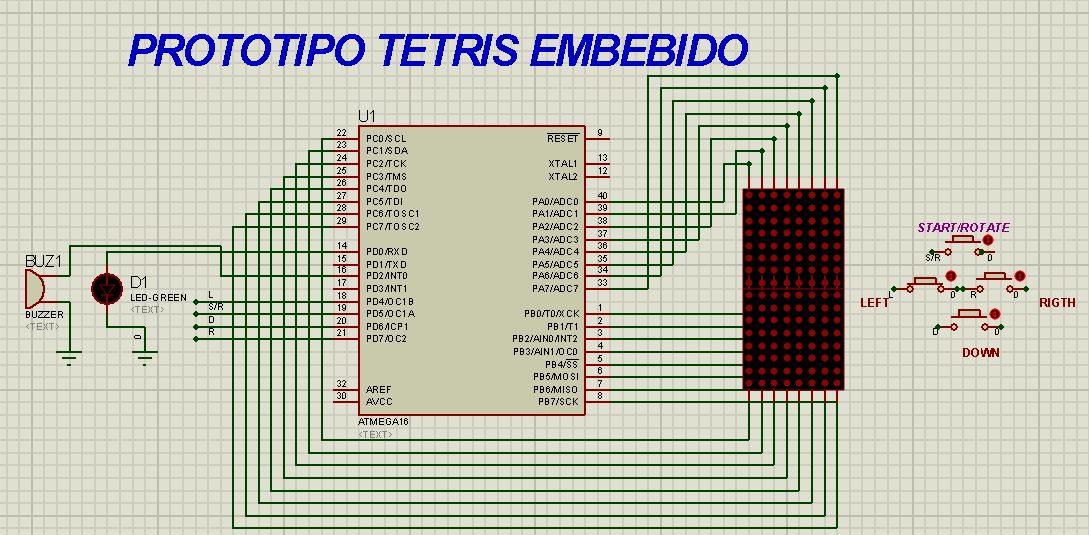 PROTOTIPO TETRIS EMBEBIDO
U1
22 PC0/SCL RESET 9
23 PC1/SDA
24 PC2/TCK XTAL1 13
25 PC3/TMS XTAL2 12
26 PC4/TDO
27 PC5/TDI PA0/ADC0 40
28 PC6/TOSC1 PA1/ADC1 39
29 PC7/TOSC2 PA2/ADC2 38
PA3/ADC3 37
14 PD0/RXD PA4/ADC4 36
15 PD1/TXD PA5/ADC5 35
16 PD2/INT0 PA6/ADC6 34
17 PD3/INT1 PA7/ADC7 33
L 18 PD4/OC1B
S/R 19 PD5/OC1A PB0/T0/XCK 1
D 20 PD6/ICP1 PB1/T1 2
R 21 PD7/OC2 PB2/AIN0/INT2 3
PB3/AIN1/OC0 4
PB4/SS 5
PB5/MOSI 6
32 AREF PB6/MISO 7
30 AVCC PB7/SCK 8
ATMEGA16
<TEXT>
BUZ1
BUZZER
<TEXT>
D1
LED-GREEN
<TEXT>
0
START/ROTATE
S/R 0
LEFT L 0 R 0 RIGTH
D 0
DOWN